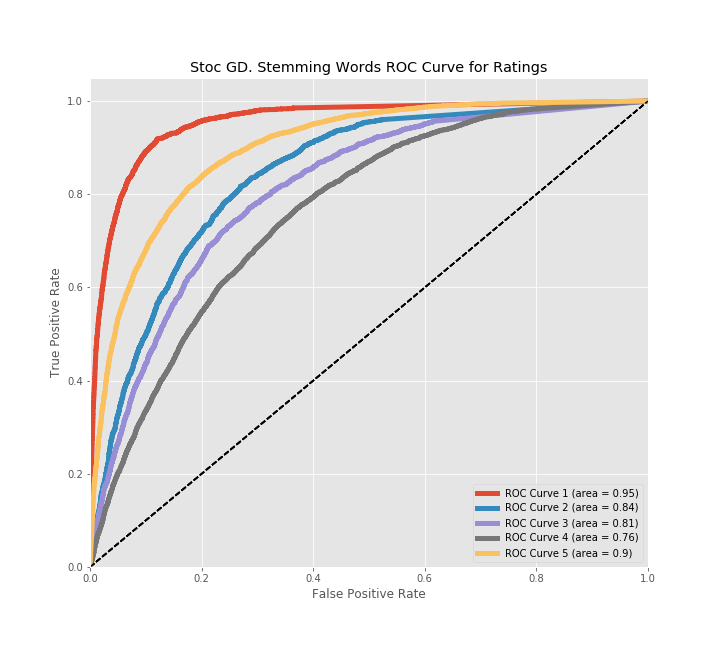 Stoc GD. Stemming Words ROC Curve for Ratings
True Positive Rate
1.0
0.8
0.6
0.4
0.2
0.0
ROC Curve 1 (area = 0.95)
ROC Curve 2 (area = 0.84)
ROC Curve 3 (area = 0.81)
ROC Curve 4 (area = 0.76)
ROC Curve 5 (area = 0.9)
0.0 0.2 0.4 0.6 0.8 1.0
False Positive Rate